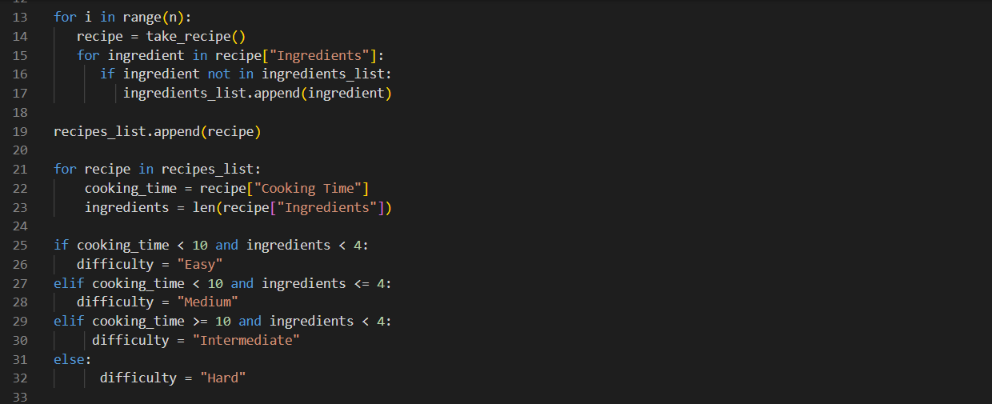 12
13 for i in range(n):
14 recipe = take_recipe()
15 for ingredient in recipe["Ingredients"]:
16 if ingredient not in ingredients_list:
17 ingredients_list.append(ingredient)
18
19 recipes_list.append(recipe)
20
21 for recipe in recipes_list:
22 cooking_time = recipe["Cooking Time"]
23 ingredients = len(recipe["Ingredients"])
24
25 if cooking_time < 10 and ingredients < 4:
26 difficulty = "Easy"
27 elif cooking_time < 10 and ingredients <= 4:
28 difficulty = "Medium"
29 elif cooking_time >= 10 and ingredients < 4:
30 difficulty = "Intermediate"
31 else:
32 difficulty = "Hard"
33